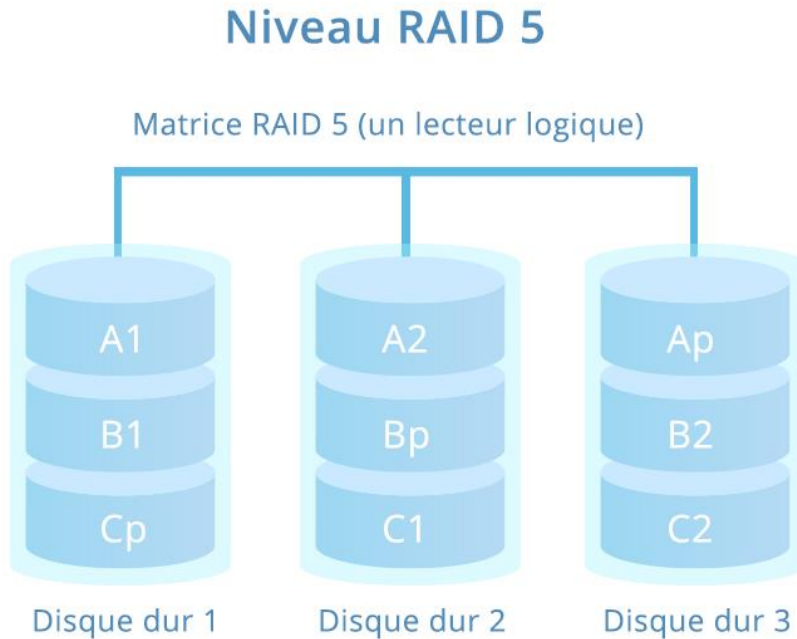 Niveau RAID 5
Matrice RAID 5 (un lecteur logique)
A1 A2 Ap
B1 Bp B2
Cp C1 C2
Disque dur 1 Disque dur 2 Disque dur 3